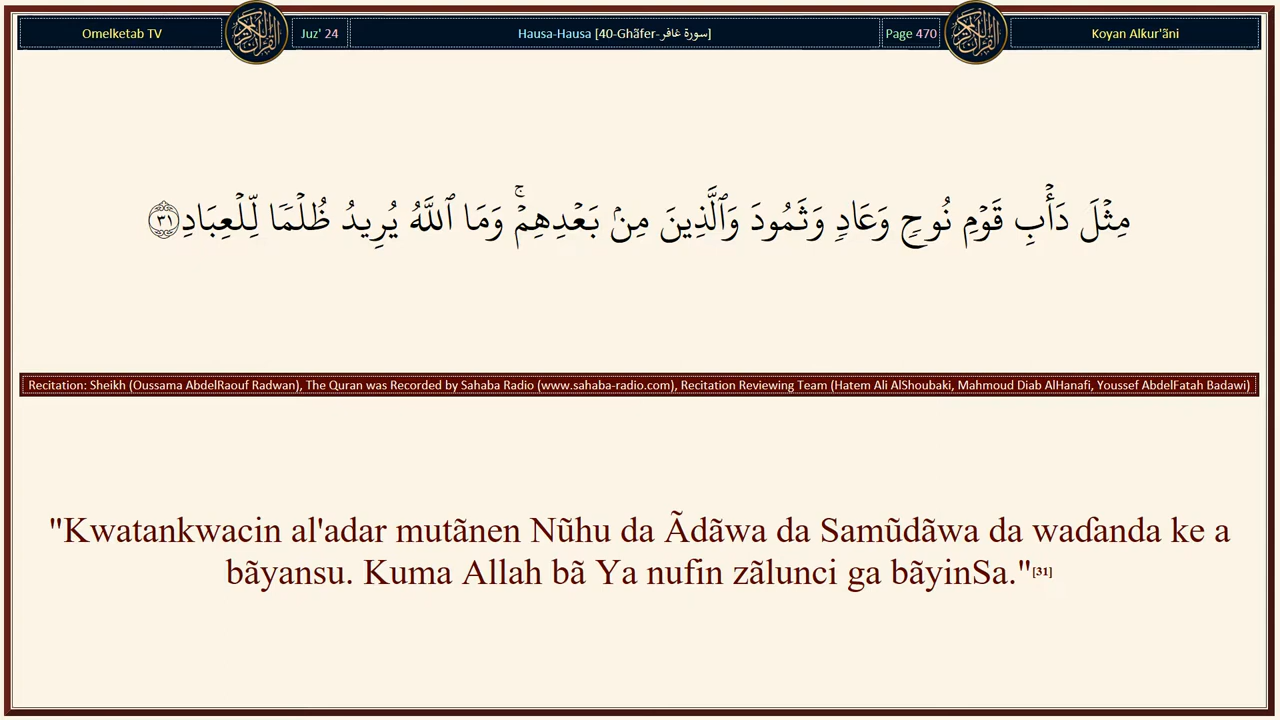 Omelketab TV
Juz' 24
Hausa-Hausa [40-Ghãfer-سورة غافر]
Page 470
Koyan Alƙur'ãni
مِثۡلَ دَأۡبِ قَوۡمِ نُوحٖ وَعَادٖ وَثَمُودَ وَٱلَّذِينَ مِنۢ بَعۡدِهِمۡۚ وَمَا ٱللَّهُ يُرِيدُ ظُلۡمٗا لِّلۡعِبَادِ ٣١
Recitation: Sheikh (Oussama AbdelRaouf Radwan), The Quran was Recorded by Sahaba Radio (www.sahaba-radio.com), Recitation Reviewing Team (Hatem Ali AlShoubaki, Mahmoud Diab AlHanafi, Youssef AbdelFatah Badawi)
"Kwatankwacin al'adar mutãnen Nũhu da Ãdãwa da Samũdãwa da waɗanda ke a
bãyansu. Kuma Allah bã Ya nufin zãlunci ga bãyinSa."[31]